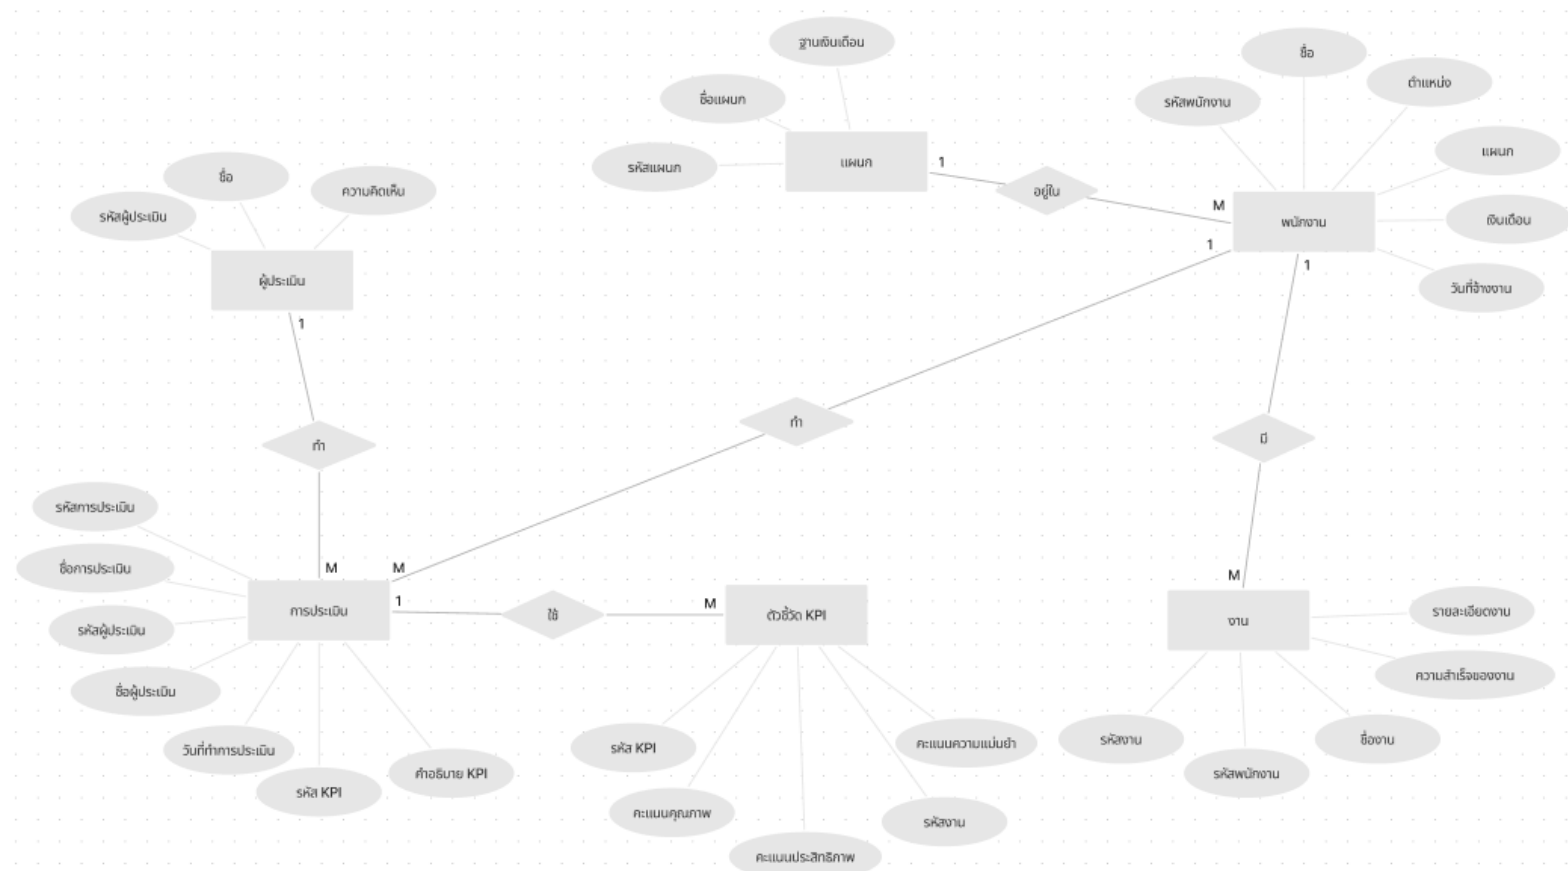 ฐานเงินเดือน
ชื่อแผนก
รหัสแผนก
แผนก
1
อยู่ใน
M
ชื่อ
รหัสพนักงาน
ตำแหน่ง
แผนก
เงินเดือน
วันที่จ้างงาน
พนักงาน
1
1
ชื่อ
ความคิดเห็น
รหัสผู้ประเมิน
ผู้ประเมิน
1
ทำ
M
ทำ
M
มี
M
รหัสการประเมิน
ชื่อการประเมิน
รหัสผู้ประเมิน
ชื่อผู้ประเมิน
วันที่ทำการประเมิน
รหัส KPI
คำอธิบาย KPI
การประเมิน
1
ใช้
M
ตัวชี้วัด KPI
รหัส KPI
คะแนนคุณภาพ
คะแนนประสิทธิภาพ
รหัสงาน
คะแนนความแม่นยำ
งาน
รายละเอียดงาน
ความสำเร็จของงาน
ชื่องาน
รหัสพนักงาน
รหัสงาน